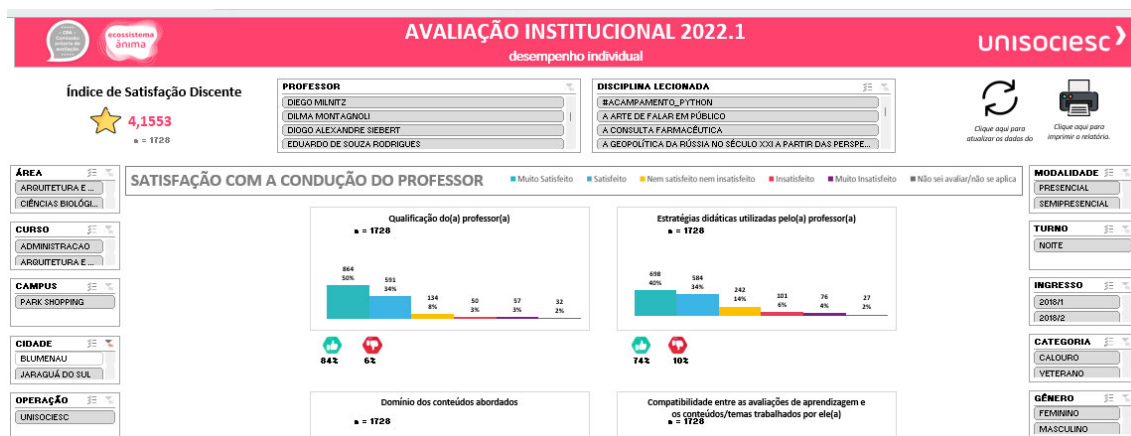 AVALIAÇÃO INSTITUCIONAL 2022.1
desempenho individual
ecossistema
ânima
unisociesc
Índice de Satisfação Discente
4,1553
n = 1728
PROFESSOR
DIEGO MILNITZ
DILMA MONTAGNOLI
DIOGO ALEXANDRE SIEBERT
EDUARDO DE SOUZA RODRIGUES
DISCIPLINA LECIONADA
#ACAMPAMENTO_PYTHON
A ARTE DE FALAR EM PÚBLICO
A CONSULTA FARMACÊUTICA
A GEOPOLÍTICA DA RÚSSIA NO SÉCULO XXI A PARTIR DAS PERSPE...
Clique aqui para
atualizar os dados do
Clique aqui para
imprimir o relatório.
ÁREA
ARQUITETURA E ...
CIÊNCIAS BIOLÓGI...
CURSO
ADMINISTRACAO
ARQUITETURA E ...
CAMPUS
PARK SHOPPING
CIDADE
BLUMENAU
JARAGUÁ DO SUL
OPERAÇÃO
UNISOCIESC
SATISFAÇÃO COM A CONDUÇÃO DO PROFESSOR
Muito Satisfeito
Satisfeito
Nem satisfeito nem insatisfeito
Insatisfeito
Muito Insatisfeito
Não sei avaliar/não se aplica
Qualificação do(a) professor(a)
n = 1728
864
50%
591
34%
134
8%
50
3%
57
3%
32
2%
84%
6%
Estratégias didáticas utilizadas pelo(a) professor(a)
n = 1728
698
40%
584
34%
242
14%
101
6%
76
4%
27
2%
74%
10%
Domínio dos conteúdos abordados
n = 1728
Compatibilidade entre as avaliações de aprendizagem e
os conteúdos/temas trabalhados por ele(a)
n = 1728
MODALIDADE
PRESENCIAL
SEMIPRESENCIAL
TURNO
NOITE
INGRESSO
2018/1
2018/2
CATEGORIA
CALOURO
VETERANO
GÊNERO
FEMININO
MASCULINO